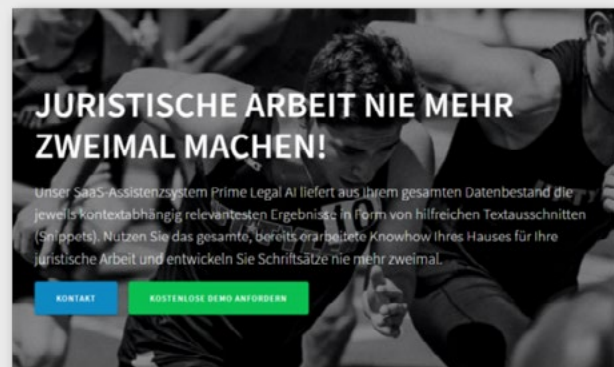 JURISTISCHE ARBEIT NIE MEHR
ZWEIMAL MACHEN!
Unser SaaS-Assistenzsystem Prime Legal AI liefert aus Ihrem gesamten Datenbestand die
jeweils kontextabhängig relevantesten Ergebnisse in Form von hilfreichen Textausschnitten
(Snippets). Nutzen Sie das gesamte, bereits erarbeitete Knowhow Ihres Hauses für Ihre
juristische Arbeit und entwickeln Sie Schriftsätze nie mehr zweimal.
KONTAKT
KOSTENLOSE DEMO ANFORDERN